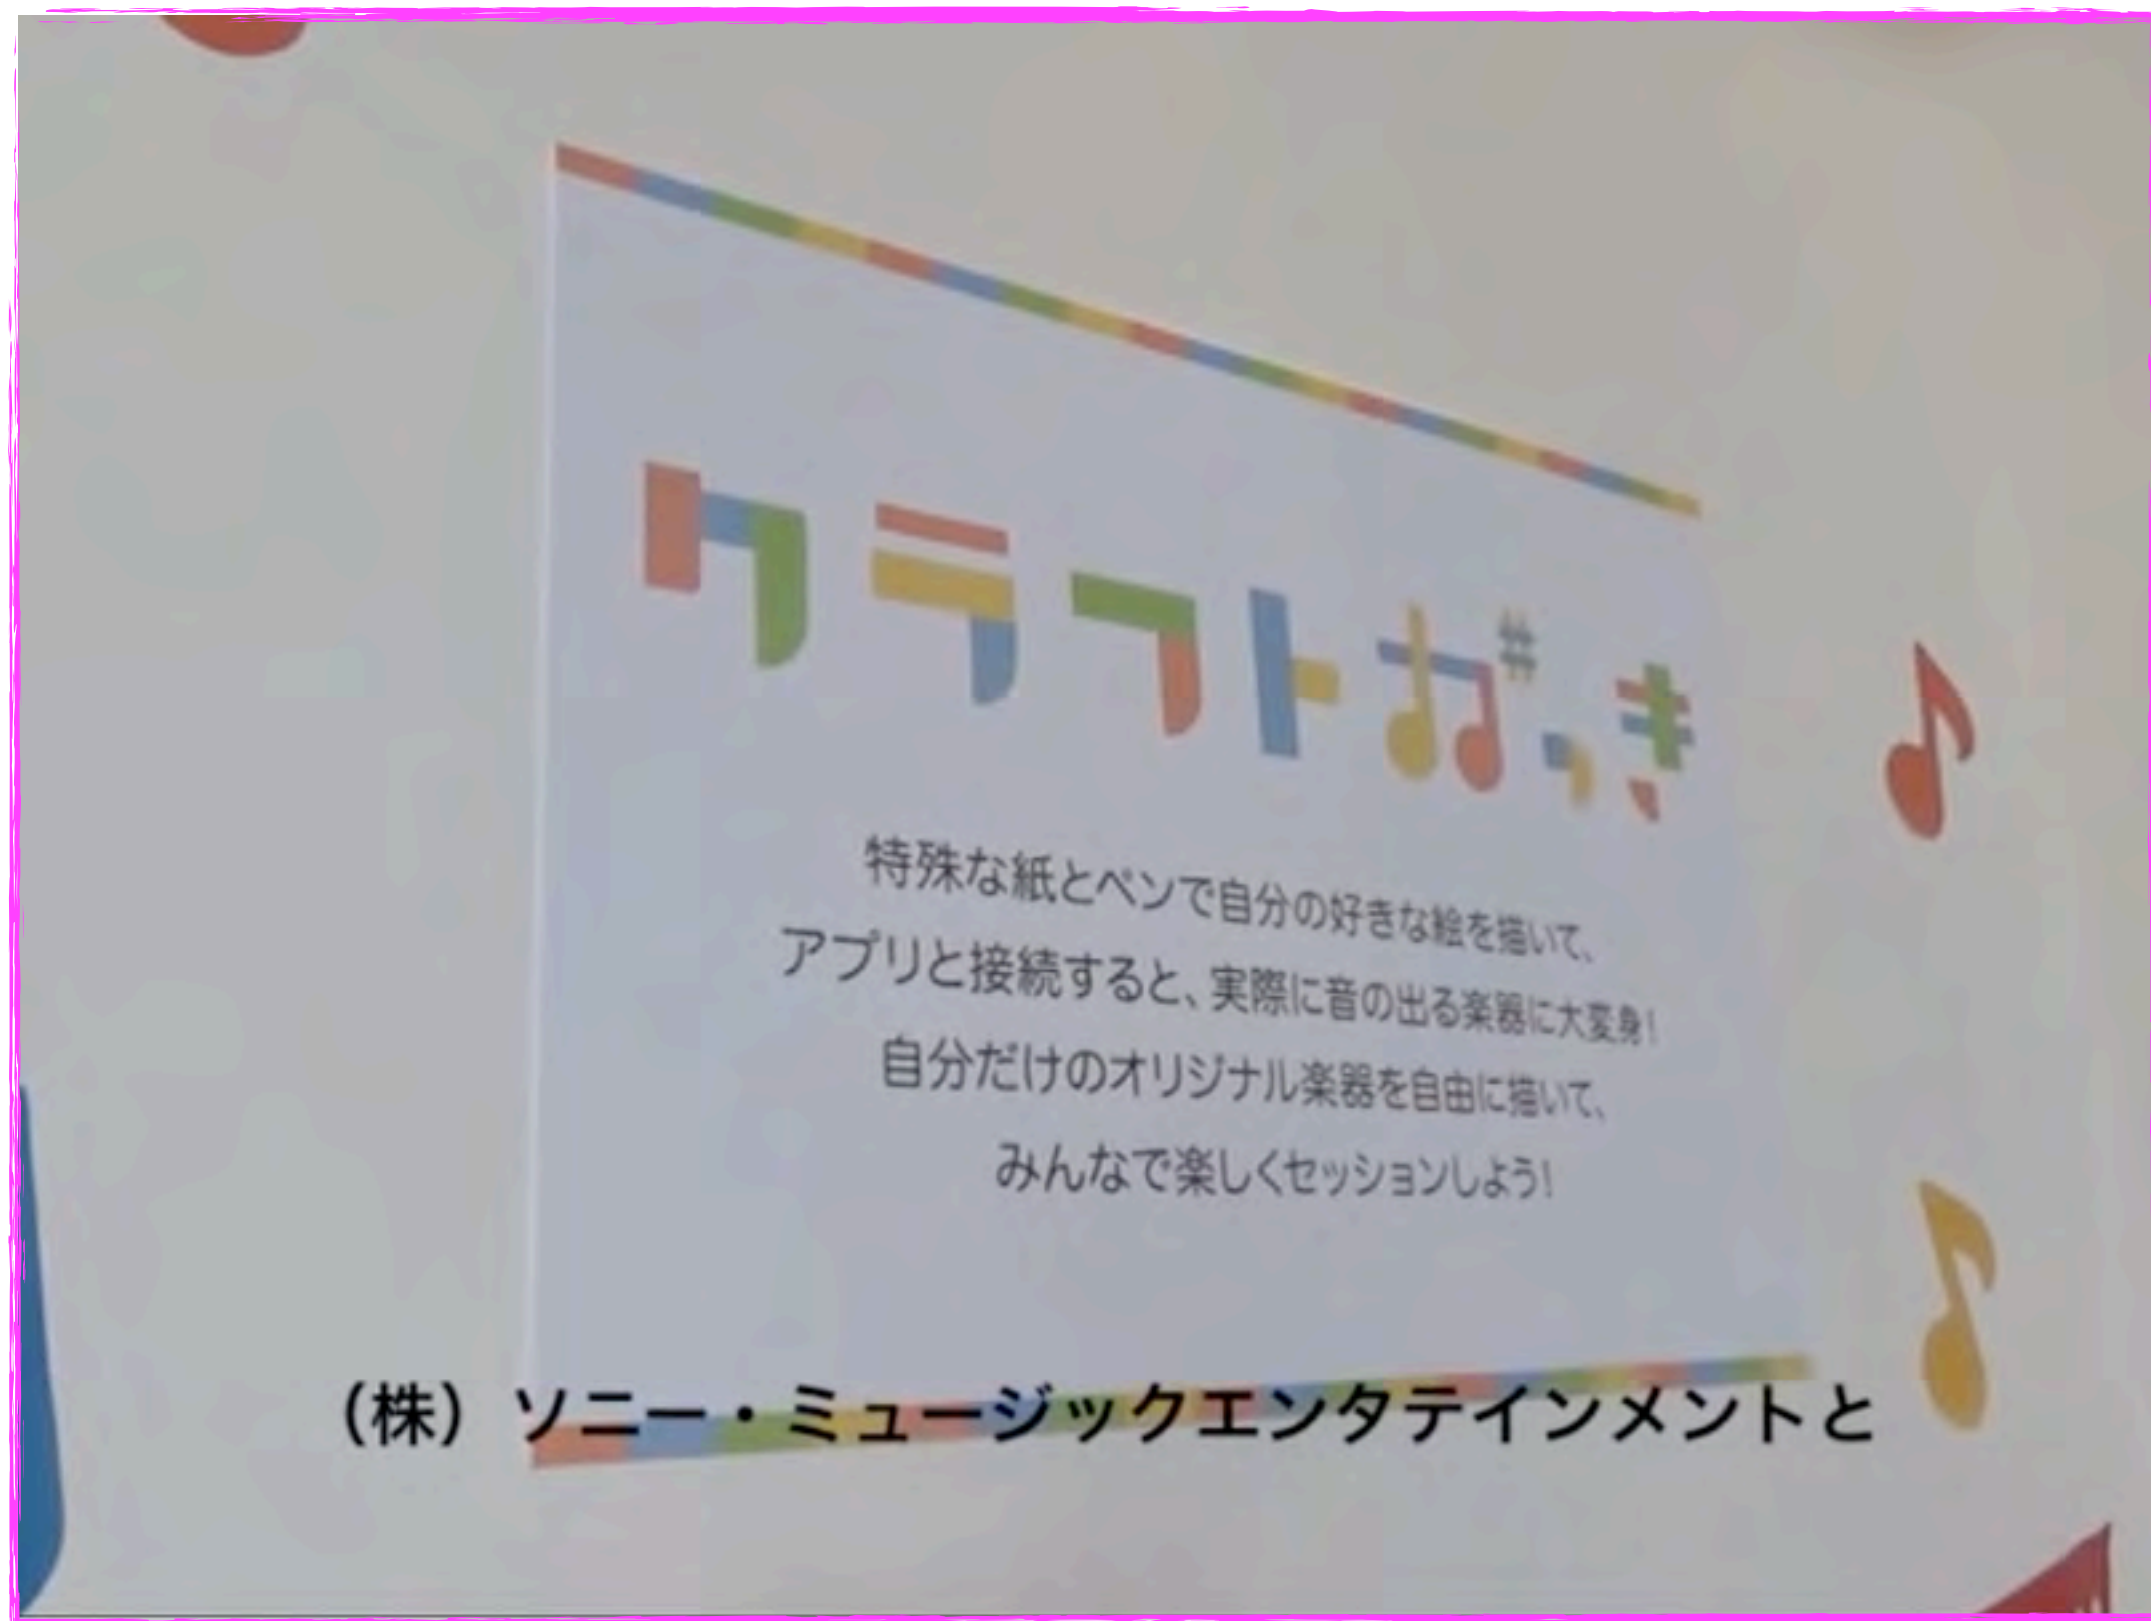 クラフトがっき
特殊な紙とペンで自分の好きな絵を描いて、
アプリと接続すると、実際に音の出る楽器に大変身!
自分だけのオリジナル楽器を自由に描いて、
みんなで楽しくセッションしよう!
（株）ソニー・ミュージックエンタテインメントと